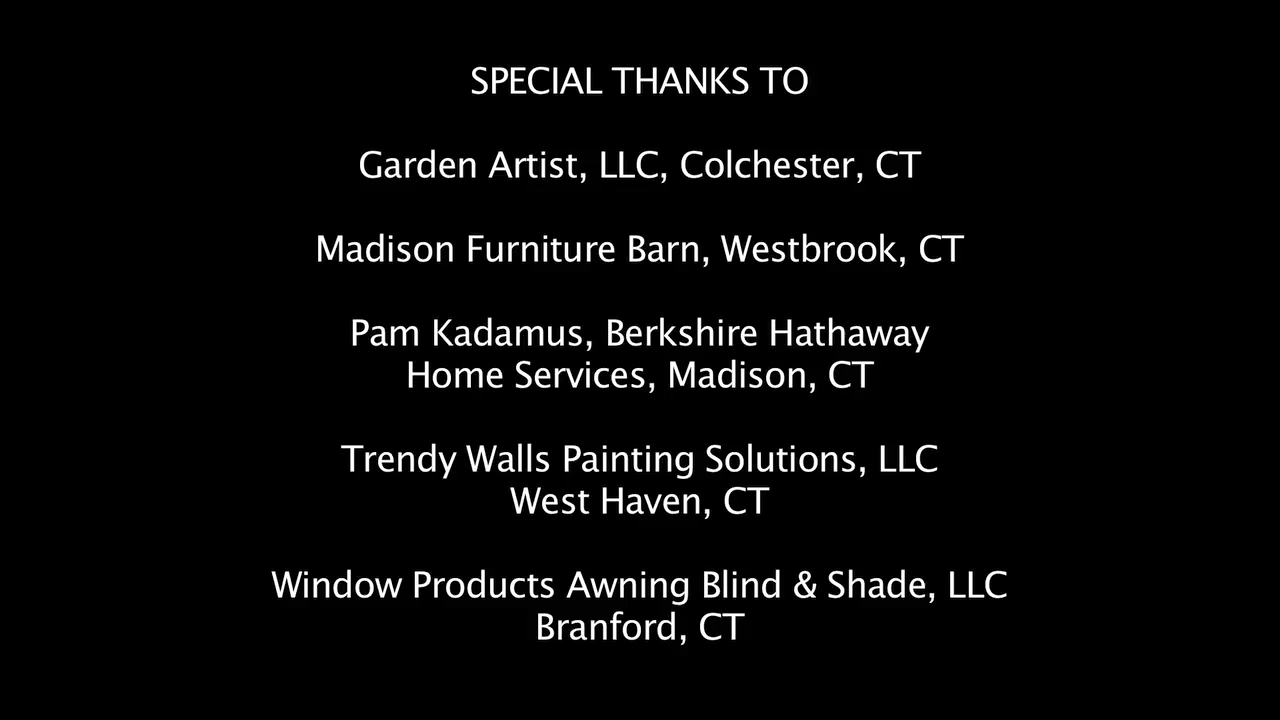 SPECIAL THANKS TO
Garden Artist, LLC, Colchester, CT
Madison Furniture Barn, Westbrook, CT
Pam Kadamus, Berkshire Hathaway
Home Services, Madison, CT
Trendy Walls Painting Solutions, LLC
West Haven, CT
Window Products Awning Blind & Shade, LLC
Branford, CT